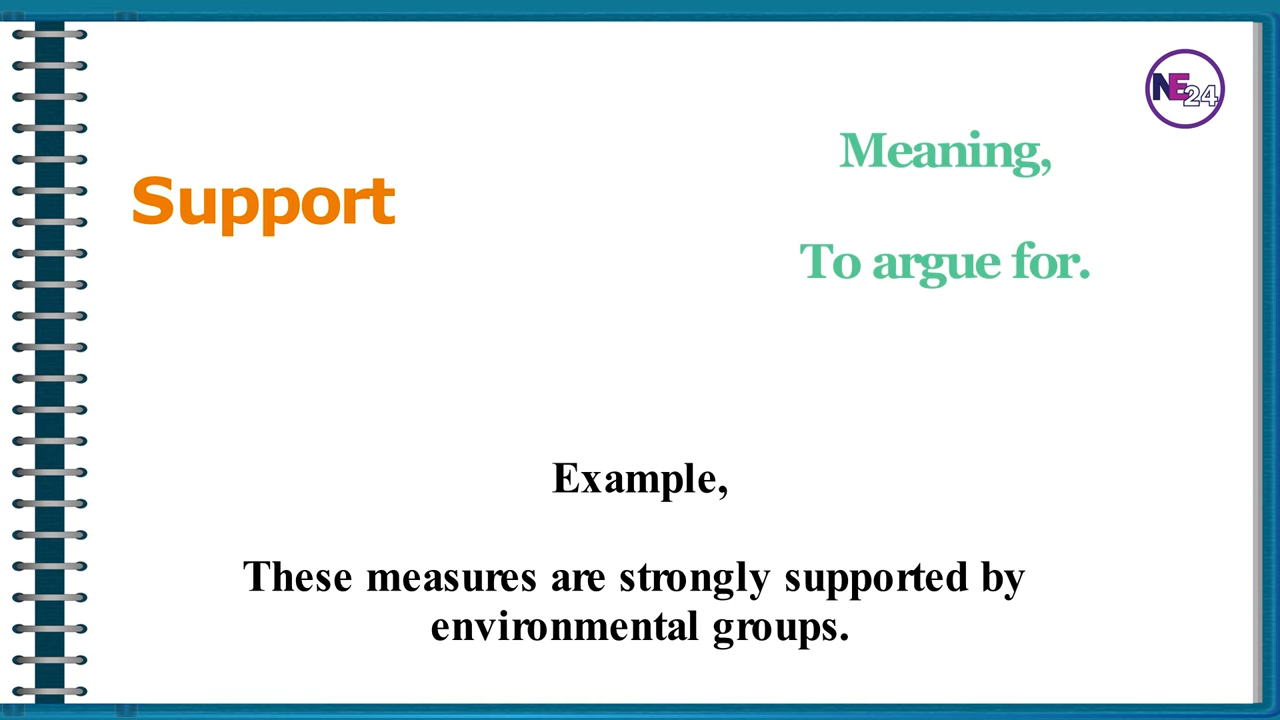 NE24
Support
Meaning,
To argue for.
Example,
These measures are strongly supported by
environmental groups.